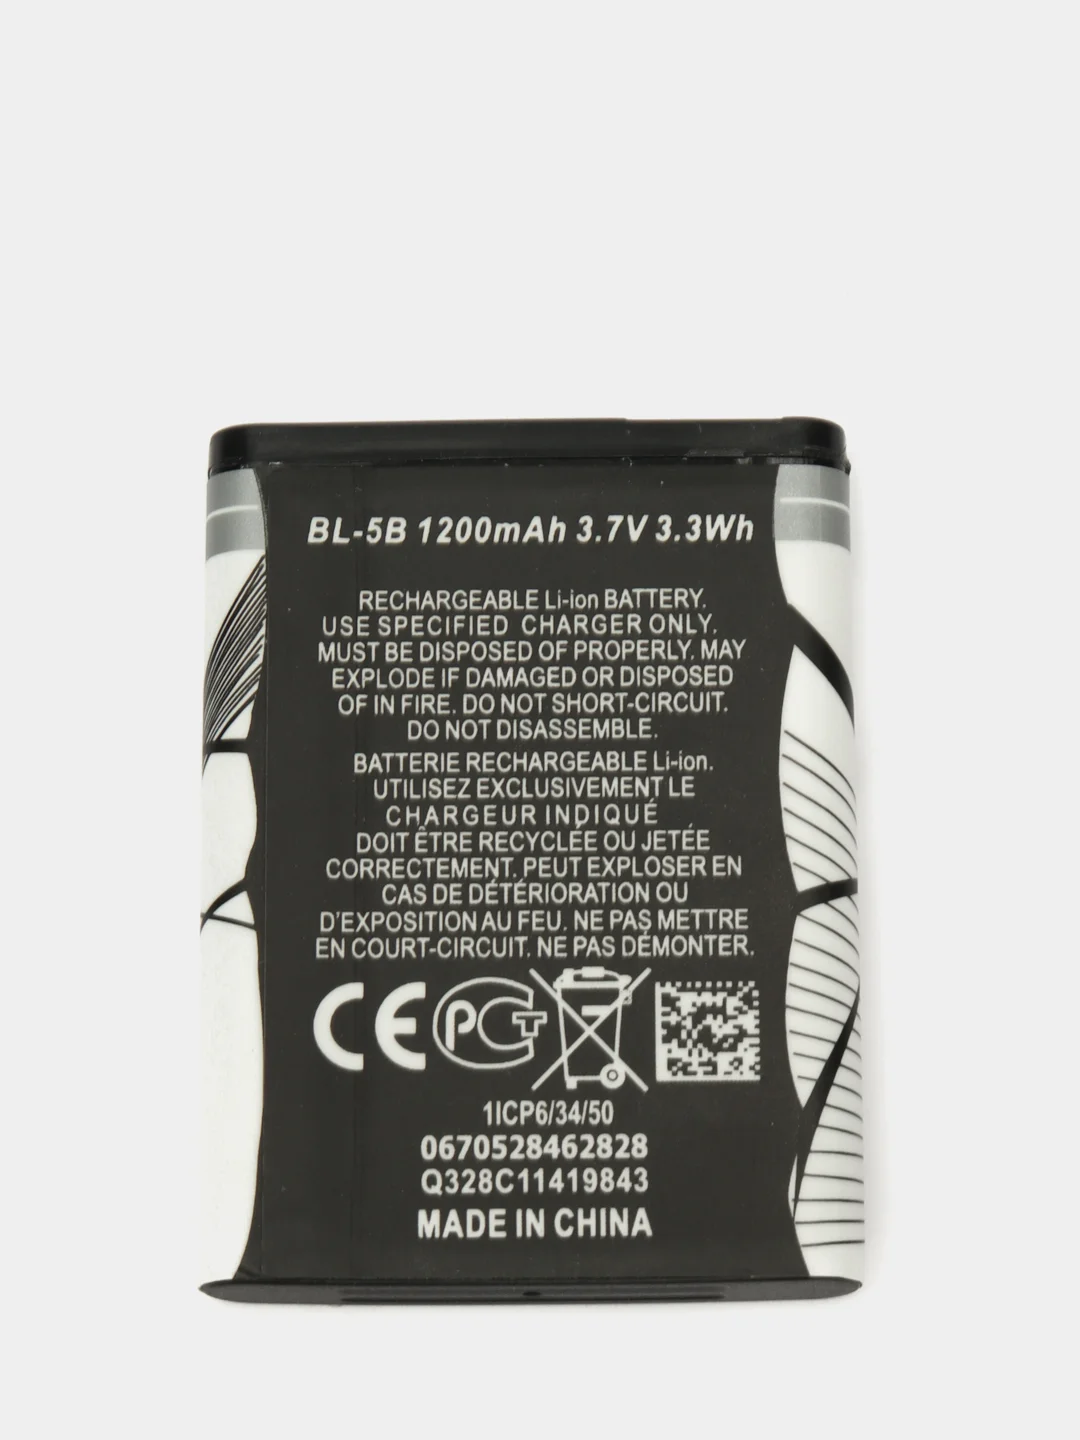 BL-5B 1200mAh 3.7V 3.3Wh
RECHARGEABLE Li-ion BATTERY.
USE SPECIFIED CHARGER ONLY.
MUST BE DISPOSED OF PROPERLY. MAY
EXPLODE IF DAMAGED OR DISPOSED
OF IN FIRE. DO NOT SHORT-CIRCUIT.
DO NOT DISASSEMBLE.
BATTERIE RECHARGEABLE Li-ion.
UTILISEZ EXCLUSIVEMENT LE
CHARGEUR INDIQUÉ
DOIT ÊTRE RECYCLÉE OU JETÉE
CORRECTEMENT. PEUT EXPLOSER EN
CAS DE DÉTÉRIORATION OU
D'EXPOSITION AU FEU. NE PAS METTRE
EN COURT-CIRCUIT. NE PAS DÉMONTER.
CE PCT
1ICP6/34/50
0670528462828
Q328C11419843
MADE IN CHINA